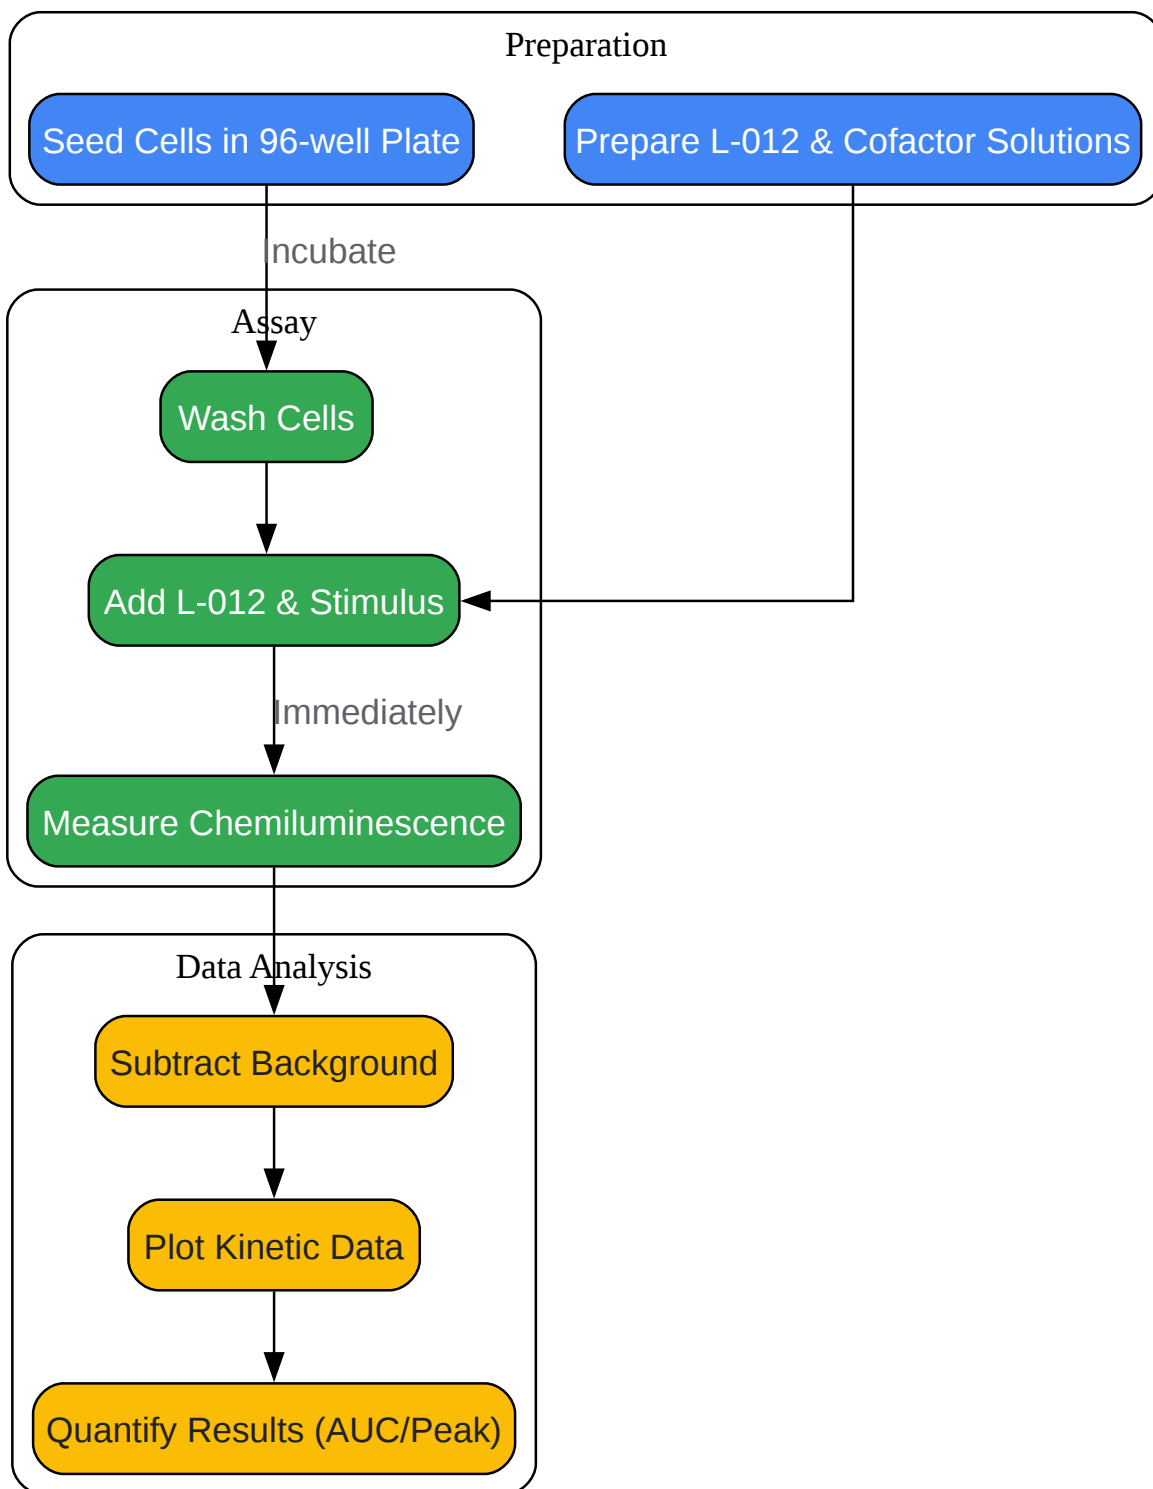 Preparation
Seed Cells in 96-well Plate
Prepare L-012 & Cofactor Solutions
Incubate
Assay
Wash Cells
Add L-012 & Stimulus
Immediately
Measure Chemiluminescence
Data Analysis
Subtract Background
Plot Kinetic Data
Quantify Results (AUC/Peak)